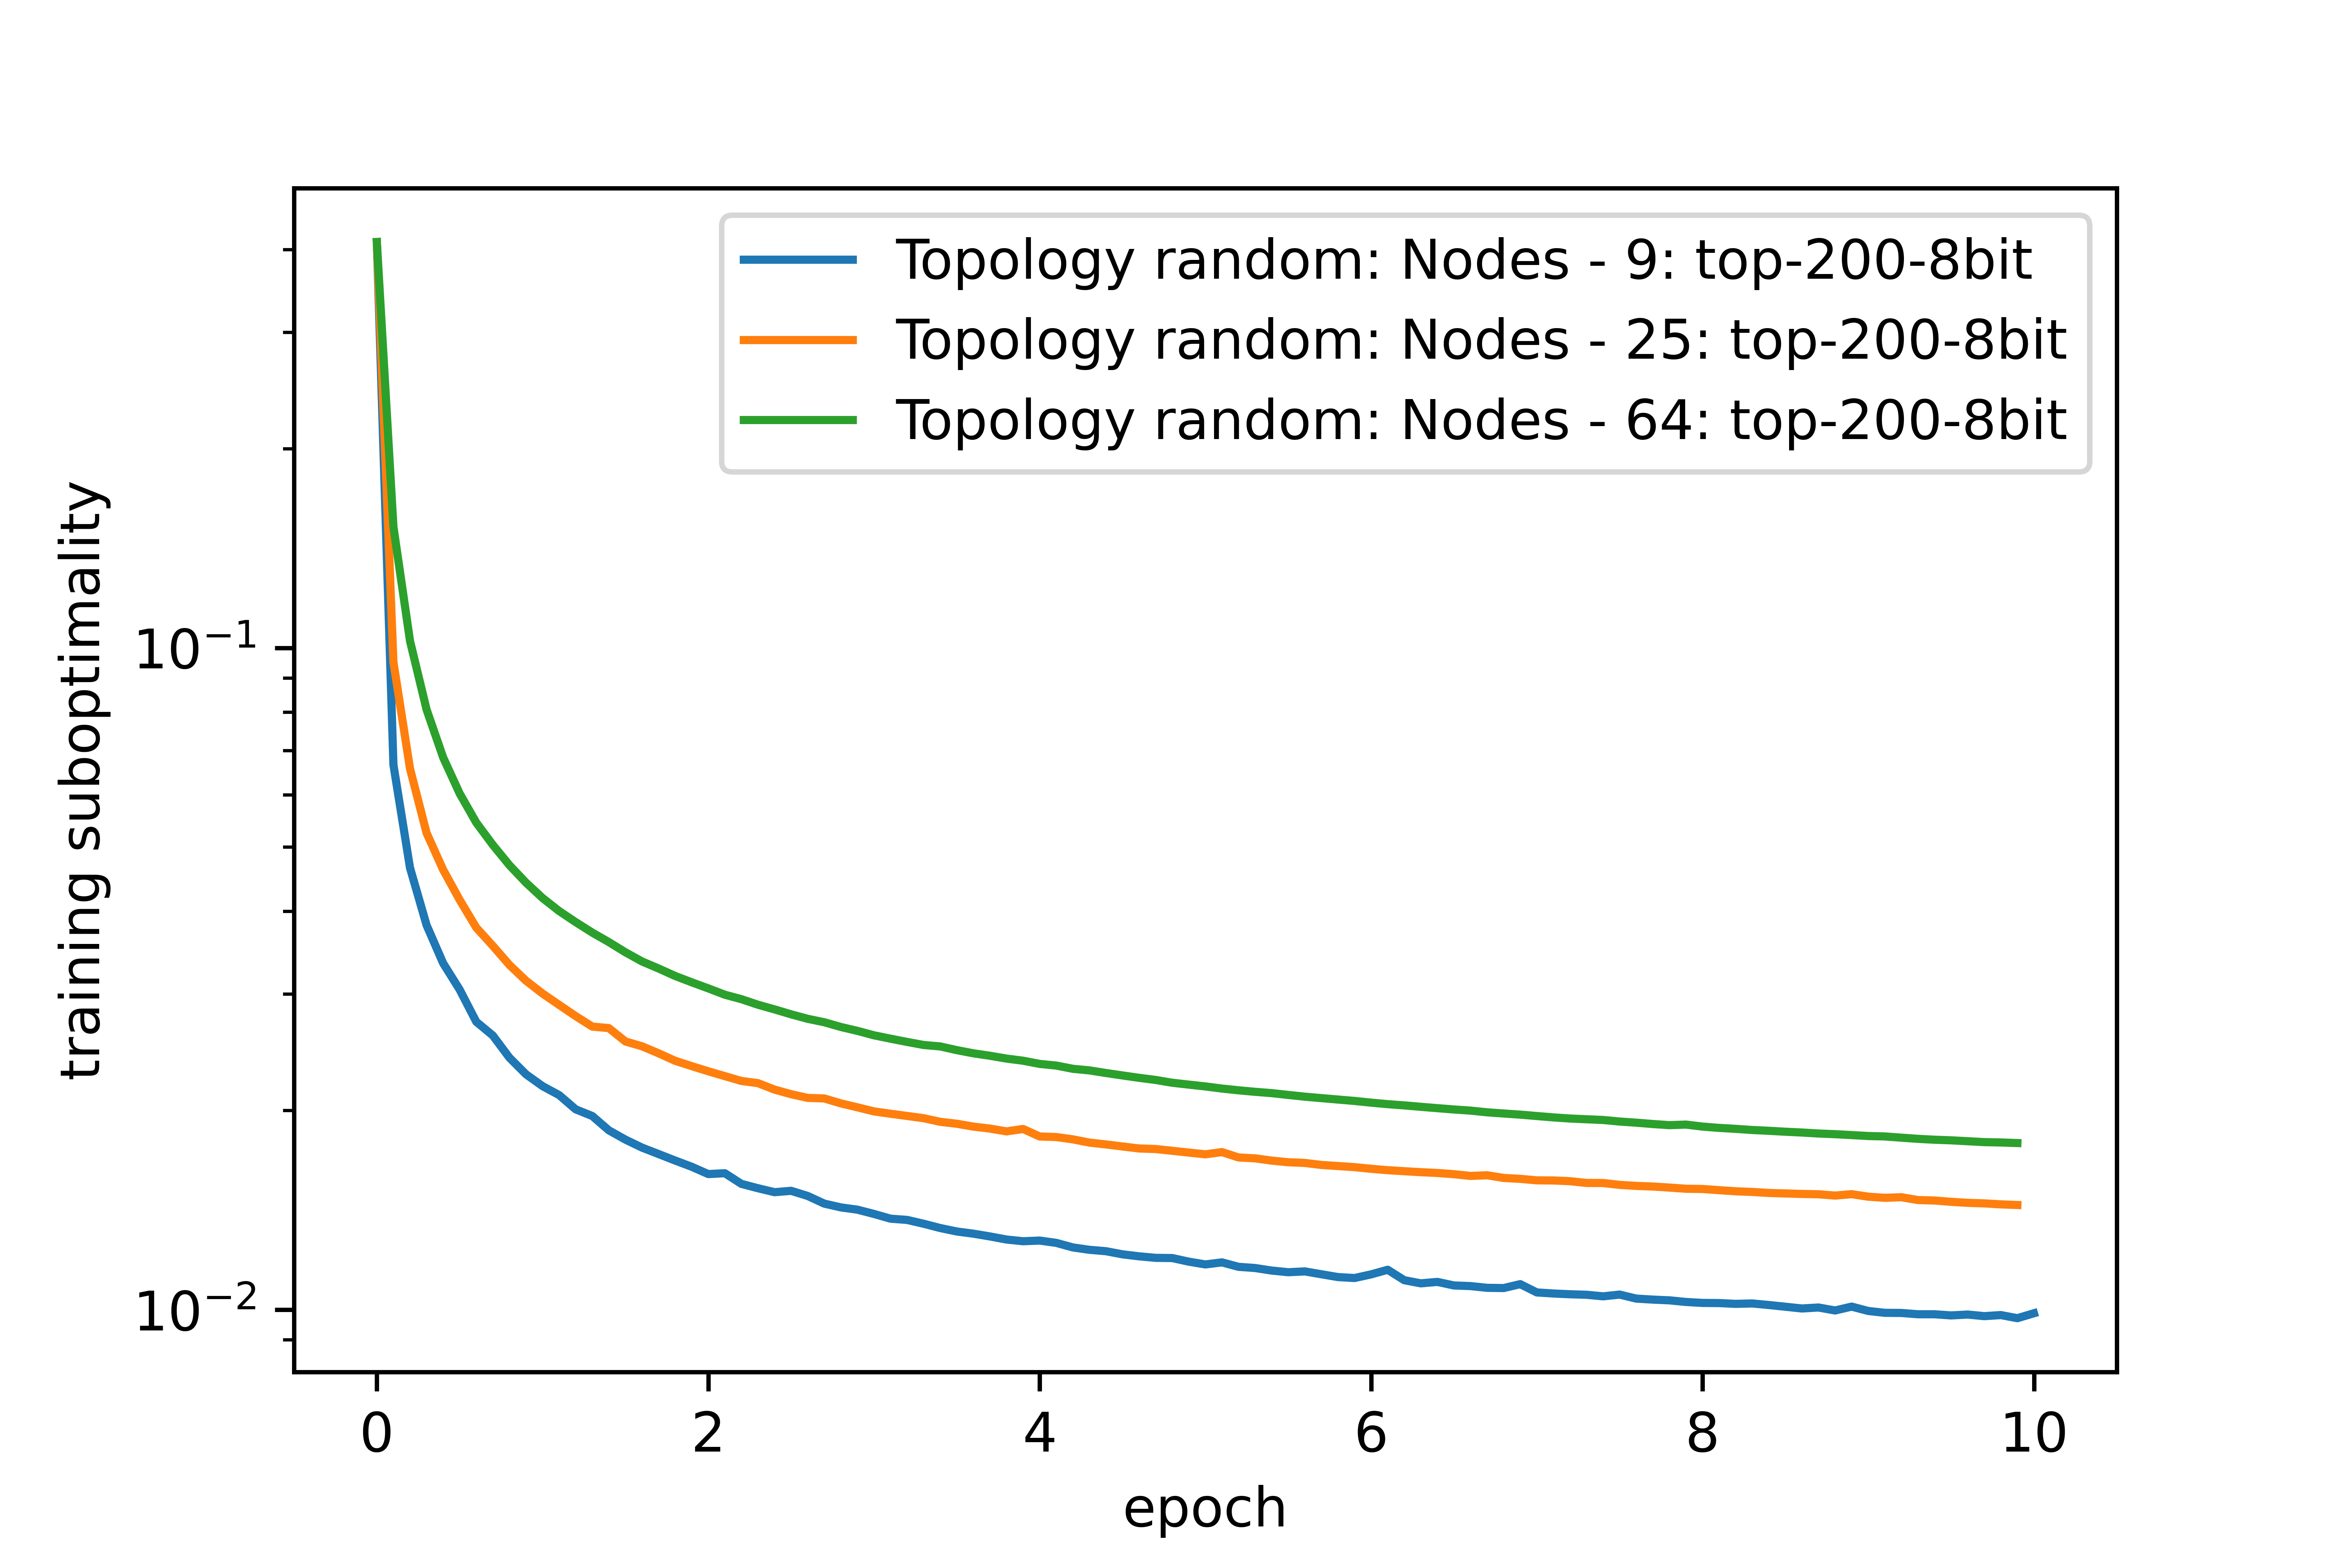 Topology random: Nodes - 9: top-200-8bit
Topology random: Nodes - 25: top-200-8bit
Topology random: Nodes - 64: top-200-8bit
training suboptimality
10⁻¹
10⁻²
0 2 4 6 8 10
epoch